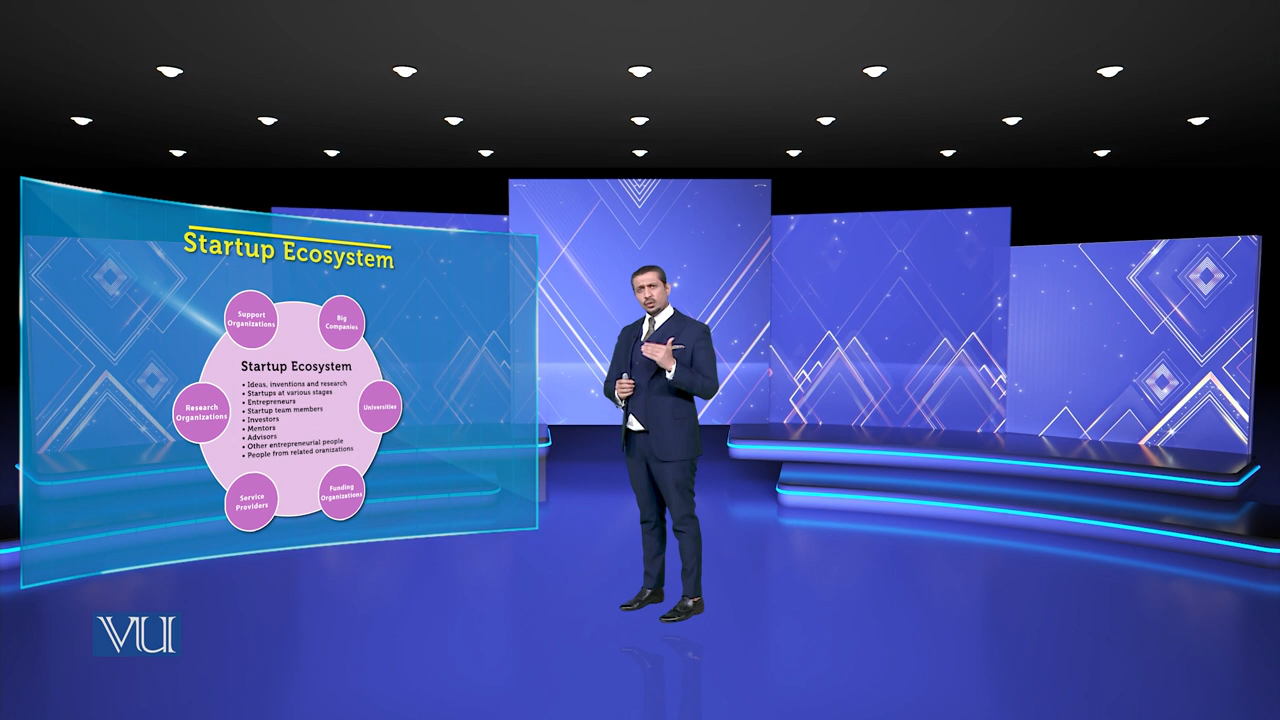 Startup Ecosystem
Support
Organizations
Big
Companies
Research
Organizations
Universities
Service
Providers
Funding
Organizations
Startup Ecosystem
• Ideas, inventions and research
• Startups at various stages
• Entrepreneurs
• Startup team members
• Investors
• Mentors
• Advisors
• Other entrepreneurial people
• People from related oranizations
VU